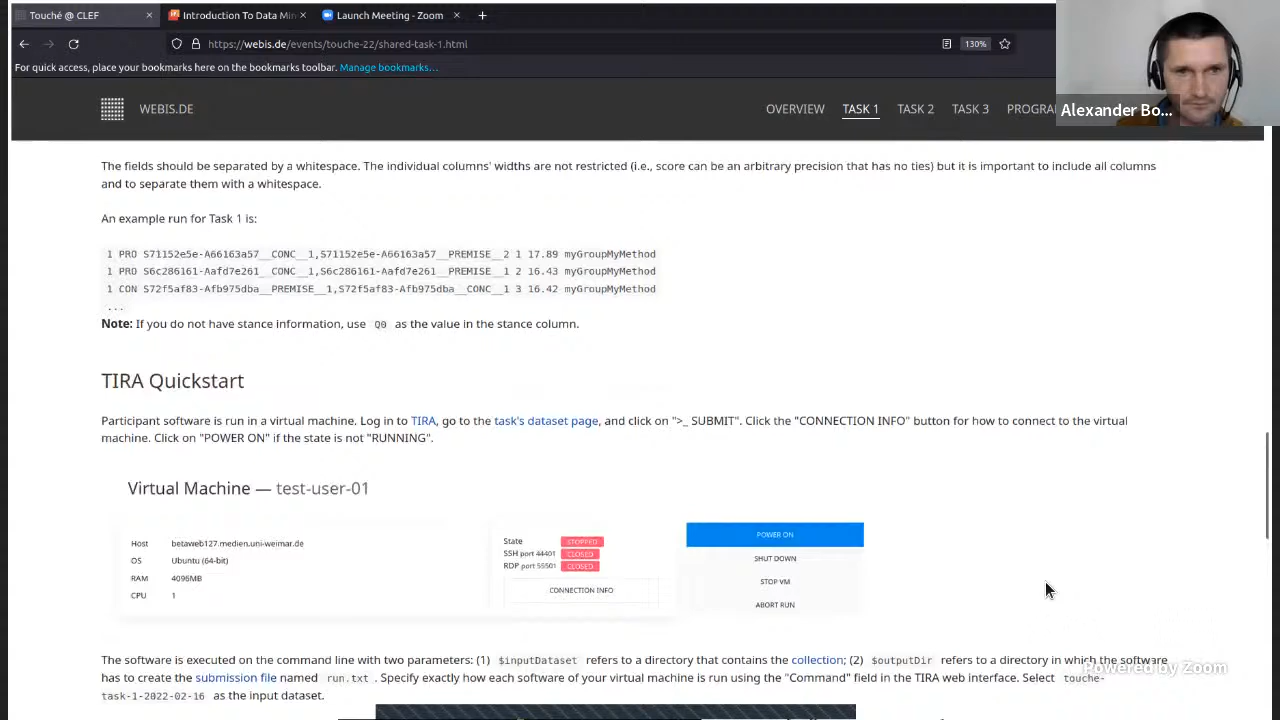 Touché @ CLEF
Introduction To Data Min
Launch Meeting - Zoom
https://webis.de/events/touche-22/shared-task-1.html
130%
For quick access, place your bookmarks here on the bookmarks toolbar. Manage bookmarks…
WEBIS.DE
OVERVIEW TASK 1 TASK 2 TASK 3 PROGRA
Alexander Bo...
The fields should be separated by a whitespace. The individual columns' widths are not restricted (i.e., score can be an arbitrary precision that has no ties) but it is important to include all columns
and to separate them with a whitespace.
An example run for Task 1 is:
1 PRO S71152e5e-A66163a57__CONC__1,S71152e5e-A66163a57__PREMISE__2 1 17.89 myGroupMyMethod
1 PRO S6c286161-Aafd7e261__CONC__1,S6c286161-Aafd7e261__PREMISE__1 2 16.43 myGroupMyMethod
1 CON S72f5af83-Afb975dba__PREMISE__1,S72f5af83-Afb975dba__CONC__1 3 16.42 myGroupMyMethod
...
Note: If you do not have stance information, use Q0 as the value in the stance column.
TIRA Quickstart
Participant software is run in a virtual machine. Log in to TIRA, go to the task's dataset page, and click on ">_ SUBMIT". Click the "CONNECTION INFO" button for how to connect to the virtual
machine. Click on "POWER ON" if the state is not "RUNNING".
Virtual Machine — test-user-01
Host betaweb127.medien.uni-weimar.de
OS Ubuntu (64-bit)
RAM 4096MB
CPU 1
State STOPPED
SSH port 44401 CLOSED
RDP port 55501 CLOSED
CONNECTION INFO
POWER ON
SHUT DOWN
STOP VM
ABORT RUN
The software is executed on the command line with two parameters: (1) $inputDataset refers to a directory that contains the collection; (2) $outputDir refers to a directory in which the software
has to create the submission file named run.txt. Specify exactly how each software of your virtual machine is run using the "Command" field in the TIRA web interface. Select touche-
task-1-2022-02-16 as the input dataset.
Powered by Zoom